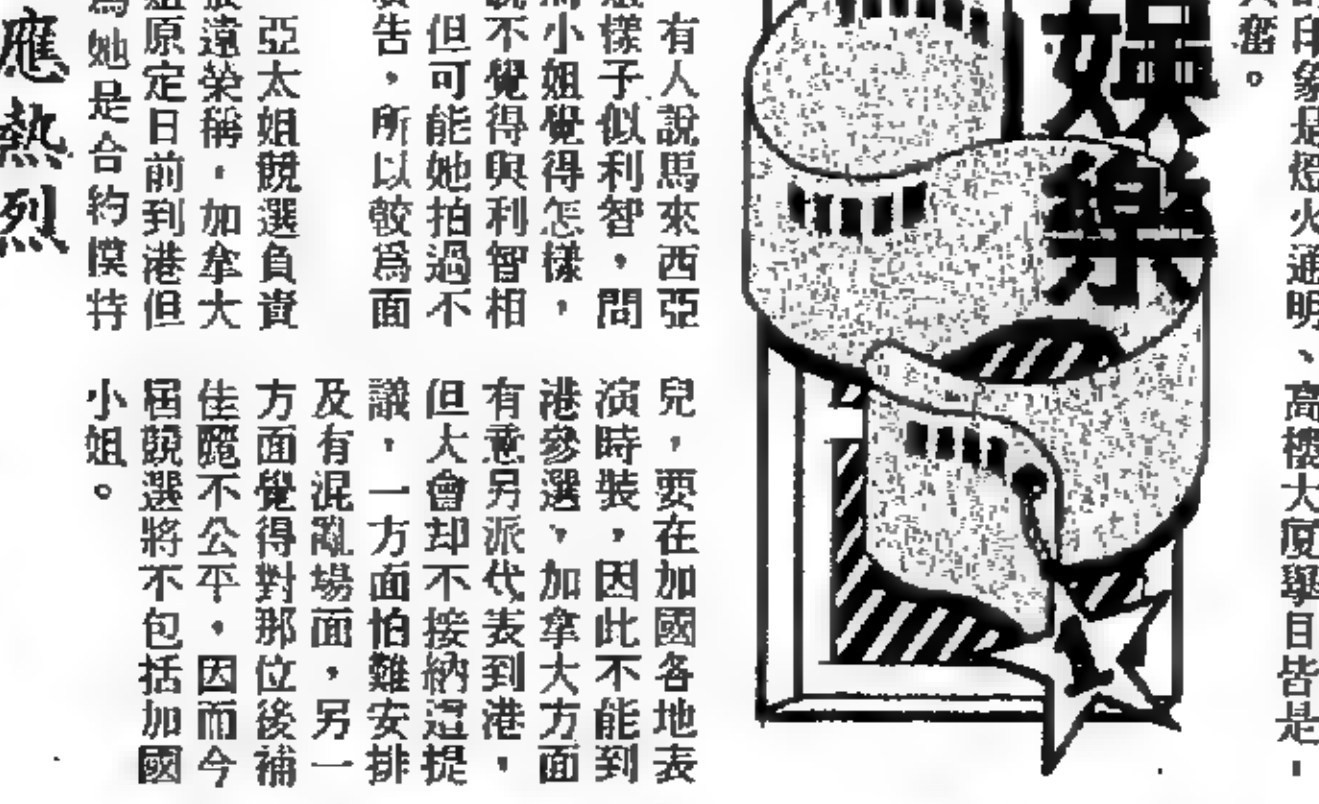 印象是燈火通明、高樓大厦舉目皆是，
奮。
娛樂
有人說馬來西亞
樣子似利智，問
小姐覺得怎樣，
不覺得與利智相
但可能她拍過不
告，所以較爲面
亞太姐競選負責
遠榮稱，加拿大
原定日前到港但
她是合約模特
兒，要在加國各地表
演時裝，因此不能到
港參選，加拿大方面
有意另派代表到港，
但大會却不接納這提
議，一方面怕難安排
及有混亂場面，另一
方面覺得對那位後補
佳麗不公平，因而今
屆競選將不包括加國
小姐。
應熱烈